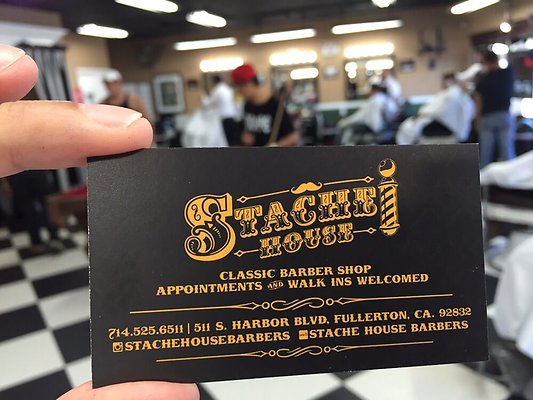 STACHE
HOUSE
CLASSIC BARBER SHOP
APPOINTMENTS AND WALK INS WELCOMED
714.525.6511 | 511 S. HARBOR BLVD, FULLERTON, CA. 92832
STACHEHOUSEBARBERS STACHE HOUSE BARBERS